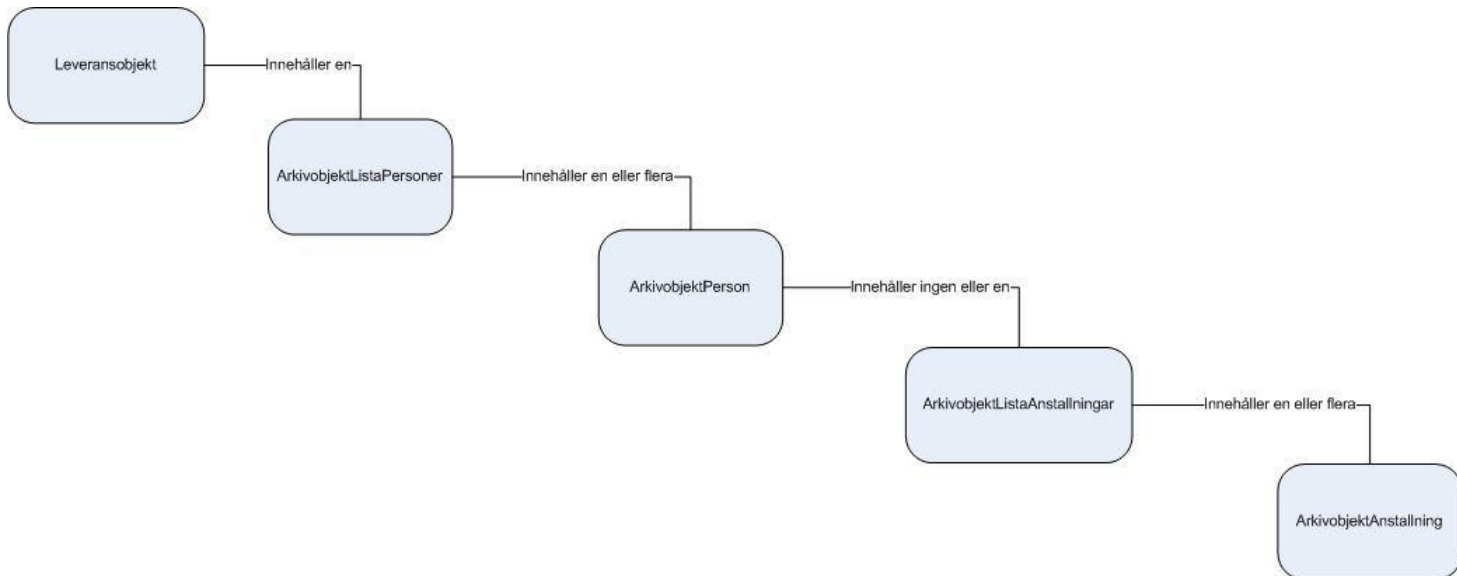 Leveransobjekt
Innehåller en
ArkivobjektListaPersoner
Innehåller en eller flera
ArkivobjektPerson
Innehåller ingen eller en
ArkivobjektListaAnstallningar
Innehåller en eller flera
ArkivobjektAnstallning